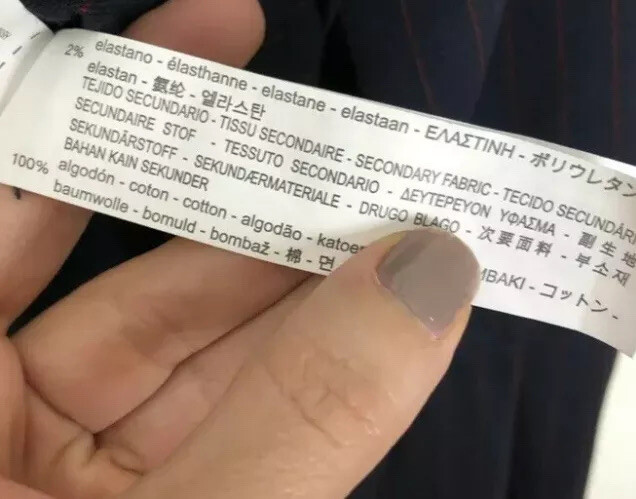 2% elastano - élasthanne - elastane - elastaan - ΕΛΑΣΤΙΝΗ - ポリウレタン
elastan - 氨纶 - 엘라스탄
TEJIDO SECUNDARIO - TISSU SECONDAIRE - SECONDARY FABRIC - TECIDO SECUNDÁRI
SECUNDAIRE STOF - TESSUTO SECONDARIO - ΔΕΥΤΕΡΕΥΟΝ ΥΦΑΣΜΑ - 副生地
SEKUNDÄRSTOFF - SEKUNDÆRMATERIALE - DRUGO BLAGO - 次要面料 - 부소재
BAHAN KAIN SEKUNDER
100% algodón - coton - cotton - algodão - katoen MBAKI - コットン -
baumwolle - bomuld - bombaž - 棉 - 면